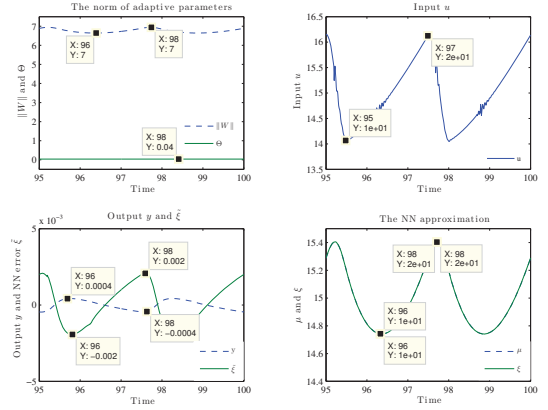 The norm of adaptive parameters
‖W‖ and Θ
7
6
5
4
3
2
1
0
X: 96
Y: 7
X: 98
Y: 7
X: 98
Y: 0.04
‖W‖
Θ
95 96 97 98 99 100
Time
Input u
Input u
16.5
16
15.5
15
14.5
14
13.5
X: 97
Y: 2e+01
X: 95
Y: 1e+01
u
95 96 97 98 99 100
Time
Output y and ξ̃
x 10⁻³
Output y and NN error ξ̃
5
0
−5
X: 96
Y: 0.0004
X: 98
Y: 0.002
X: 98
Y: −0.0004
X: 96
Y: −0.002
y
ξ̃
95 96 97 98 99 100
Time
The NN approximation
μ and ξ
15.4
15.2
15
14.8
14.6
14.4
X: 98
Y: 2e+01
X: 98
Y: 2e+01
X: 96
Y: 1e+01
X: 96
Y: 1e+01
μ
ξ
95 96 97 98 99 100
Time